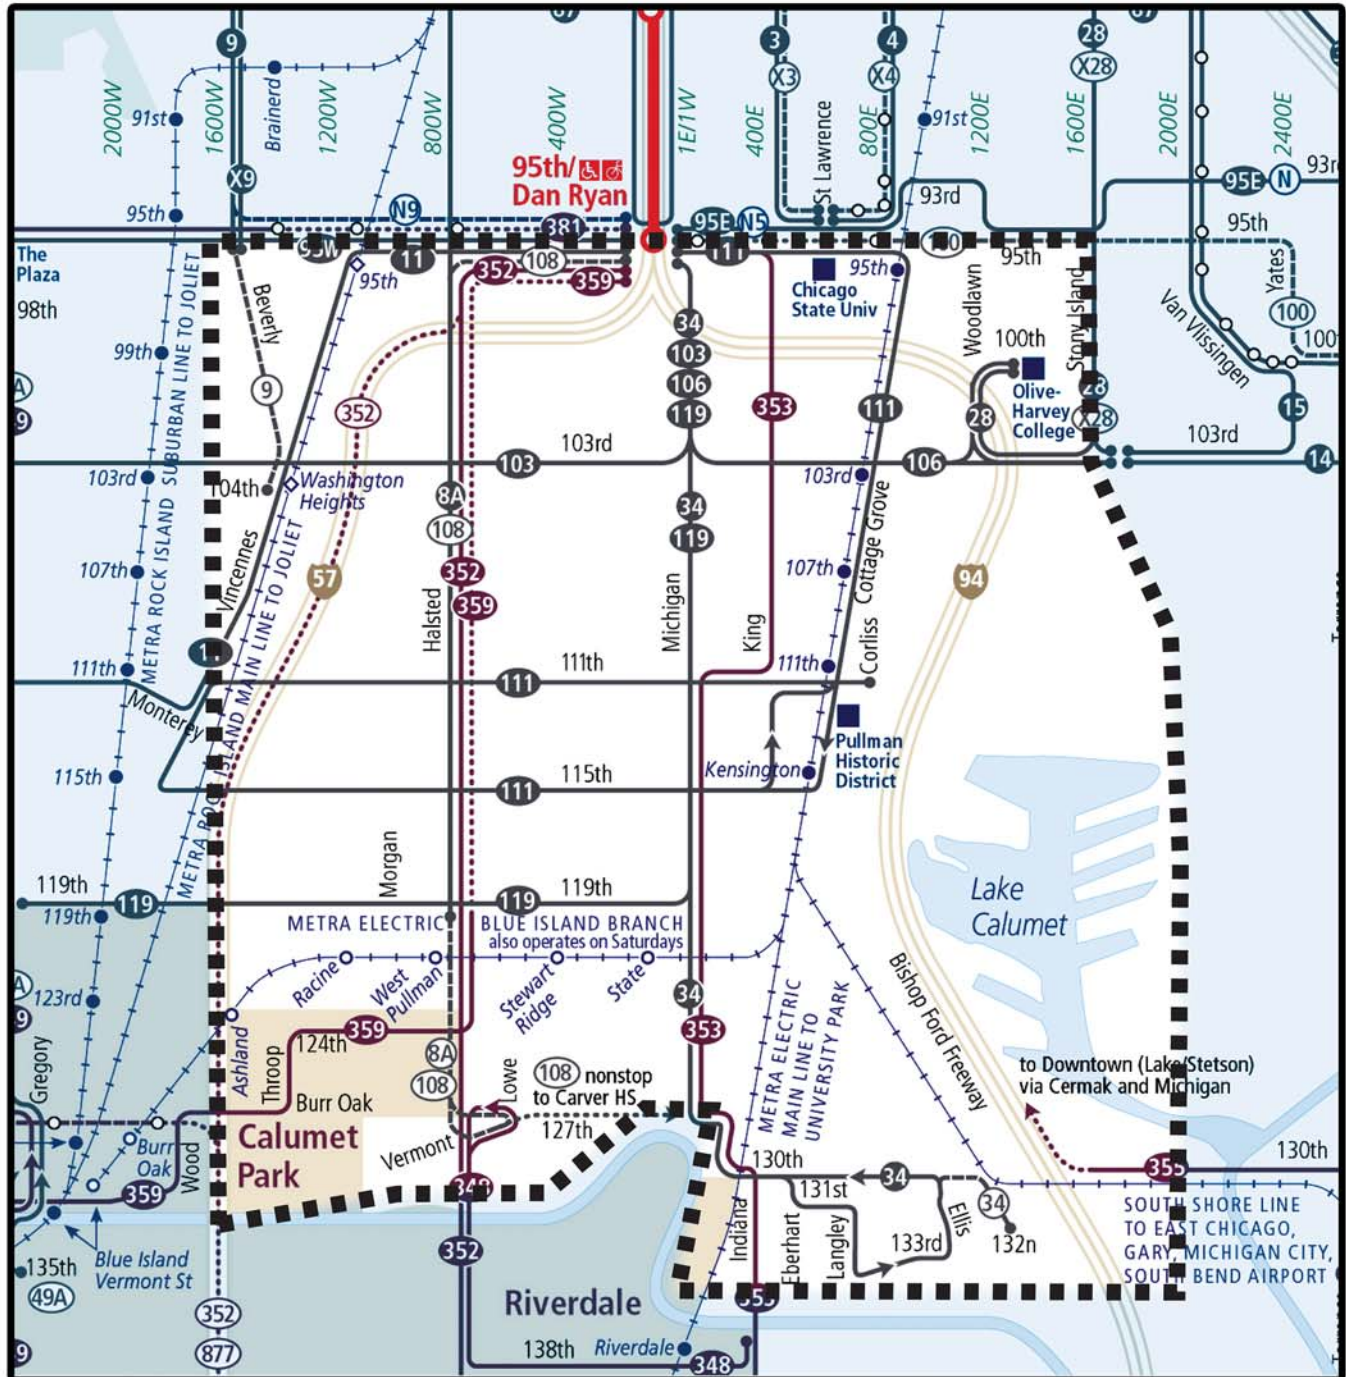 9
3
4
28
X3
X4
X28
2000W
1600W
1200W
800W
400W
1E/1W
400E
800E
1200E
1600E
2000E
2400E
91st
Brainerd
St Lawrence
91st
X9
95th/
Dan Ryan
93rd
95E
N
95th
N9
381
95E
N5
95th
The
Plaza
95W
11
108
111
100
95th
352
359
95th
Chicago
State Univ
95th
Woodlawn
Stony Island
Yates
98th
Beverly
34
100th
Van Vlissingen
100
99th
103
106
Olive-
Harvey
College
28
9
352
119
353
111
28
X28
15
103rd
103
103rd
106
14
103rd
104th
Washington
Heights
8A
108
34
119
103rd
METRA ROCK ISLAND SUBURBAN LINE TO JOLIET
METRA ROCK ISLAND MAIN LINE TO JOLIET
Vincennes
107th
57
352
359
Halsted
Michigan
King
107th
Cottage Grove
Corliss
94
111th
Monterey
111
111th
111th
Pullman
Historic
District
115th
111
115th
Kensington
Morgan
119th
119
119th
119
119th
METRA ELECTRIC
BLUE ISLAND BRANCH
also operates on Saturdays
Lake
Calumet
Racine
West
Pullman
Stewart
Ridge
State
34
353
123rd
Gregory
Ashland
Throop
124th
359
8A
108
Lowe
108
nonstop
to Carver HS
METRA ELECTRIC
MAIN LINE TO
UNIVERSITY PARK
Bishop Ford Freeway
to Downtown (Lake/Stetson)
via Cermak and Michigan
Burr Oak
127th
Calumet
Park
Vermont
Burr
Oak
Wood
359
348
130th
34
131st
355
130th
Indiana
Eberhart
Langley
133rd
Ellis
34
132n
SOUTH SHORE LINE
TO EAST CHICAGO,
GARY, MICHIGAN CITY,
SOUTH BEND AIRPORT
Blue Island
Vermont St
135th
49A
352
352
877
Riverdale
353
138th
Riverdale
348